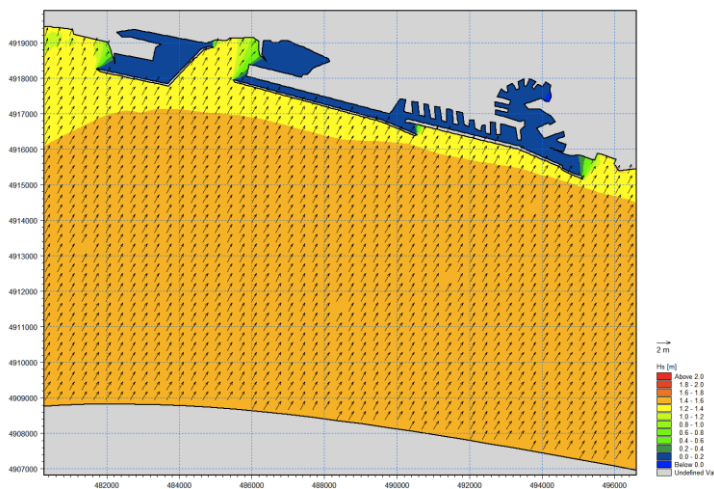 4919000
4918000
4917000
4916000
4915000
4914000
4913000
4912000
4911000
4910000
4909000
4908000
4907000
482000 484000 486000 488000 490000 492000 494000 496000
2 m
Hs [m]
Above 2.0
1.8 - 2.0
1.6 - 1.8
1.4 - 1.6
1.2 - 1.4
1.0 - 1.2
0.8 - 1.0
0.6 - 0.8
0.4 - 0.6
0.2 - 0.4
0.0 - 0.2
Below 0.0
Undefined Va